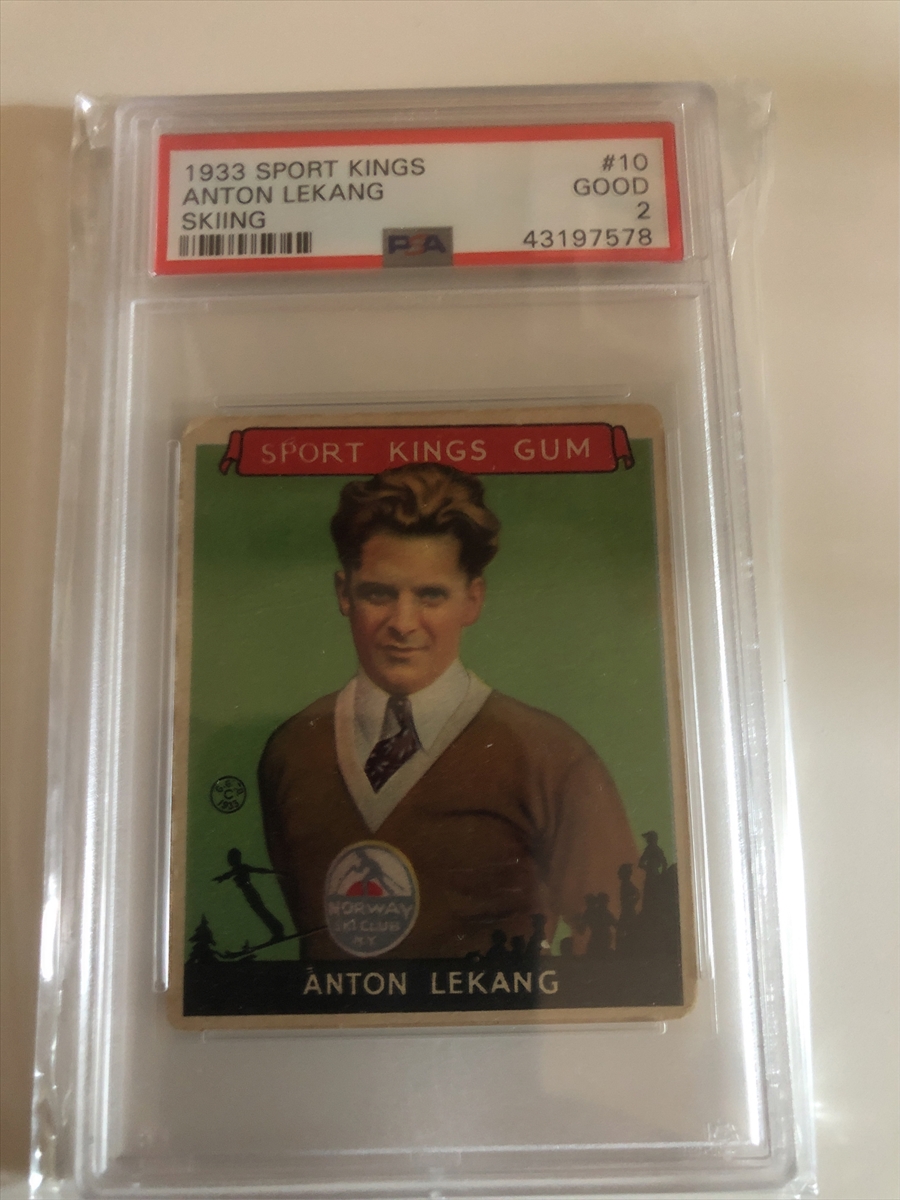 1933 SPORT KINGS
ANTON LEKANG
SKIING
#10
GOOD
2
43197578
PSA
SPORT KINGS GUM
C
1933
NORWAY
SKI CLUB
N.Y.
ANTON LEKANG